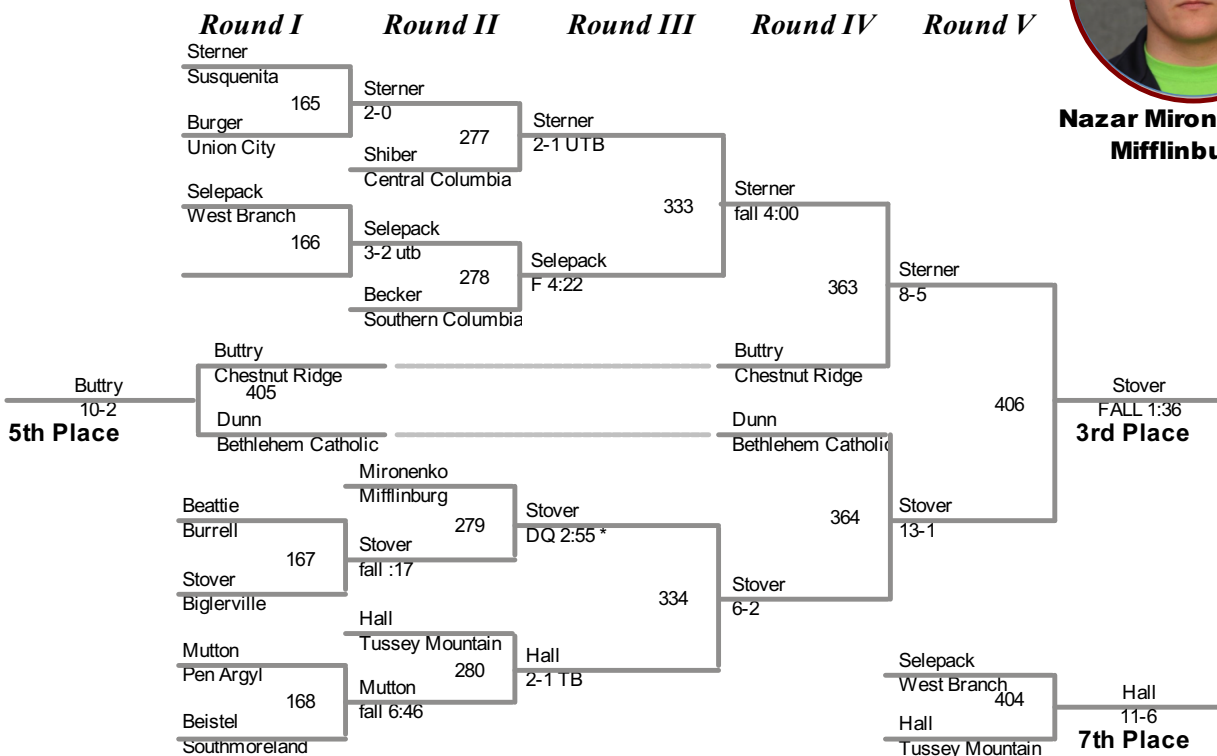 Round I Round II Round III Round IV Round V
Sterner
Susquenita
165
Burger
Union City
Selepack
West Branch
166
Sterner
2-0
277
Shiber
Central Columbia
Selepack
3-2 utb
278
Becker
Southern Columbia
Sterner
2-1 UTB
333
Selepack
F 4:22
Sterner
fall 4:00
363
Buttry
Chestnut Ridge
Sterner
8-5
Nazar Miron
Mifflinbu
Buttry
10-2
5th Place
Buttry
Chestnut Ridge
405
Dunn
Bethlehem Catholic
Dunn
Bethlehem Catholic
406
Stover
FALL 1:36
3rd Place
Beattie
Burrell
167
Stover
Biglerville
Mutton
Pen Argyl
168
Beistel
Southmoreland
Mironenko
Mifflinburg
279
Stover
fall :17
Hall
Tussey Mountain
280
Mutton
fall 6:46
Stover
DQ 2:55 *
334
Hall
2-1 TB
364
Stover
6-2
Stover
13-1
Selepack
West Branch
404
Hall
Tussey Mountain
Hall
11-6
7th Place